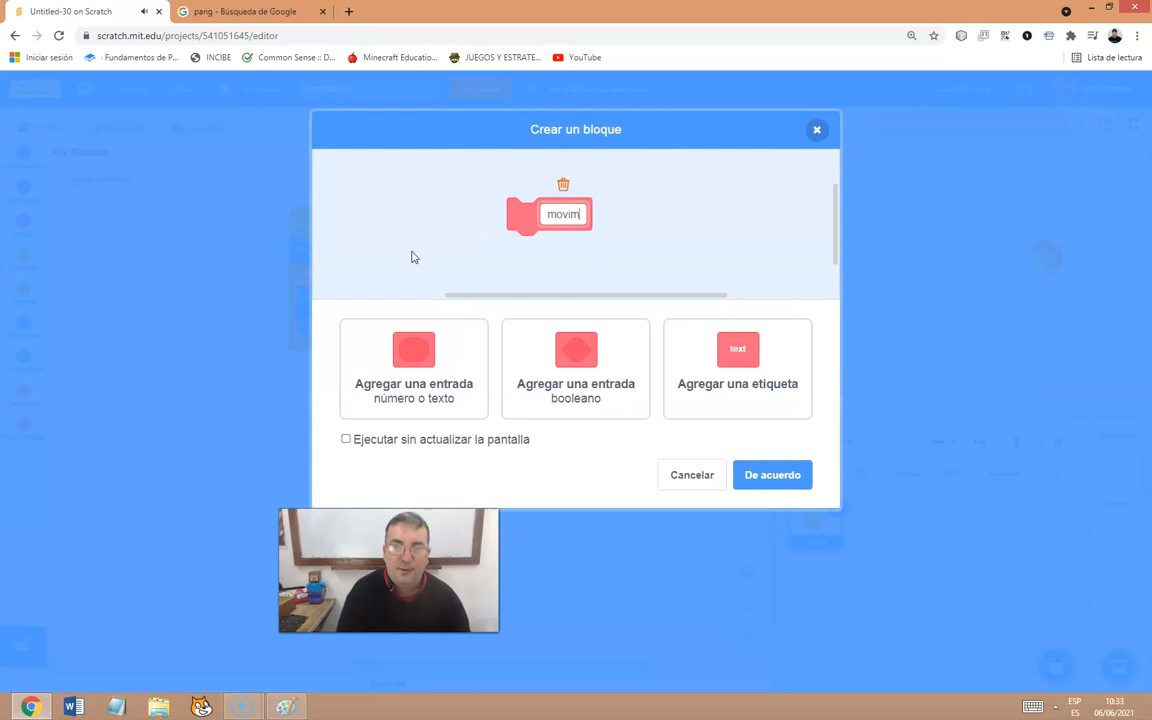 Untitled-30 on Scratch
pang - Búsqueda de Google
scratch.mit.edu/projects/541051645/editor
Iniciar sesión
- Fundamentos de P...
INCIBE
Common Sense :: D...
Minecraft Educatio...
JUEGOS Y ESTRATE...
YouTube
Lista de lectura
Crear un bloque
movim
text
Agregar una entrada
número o texto
Agregar una entrada
booleano
Agregar una etiqueta
Ejecutar sin actualizar la pantalla
Cancelar
De acuerdo
ESP
ES
10:33
06/06/2021